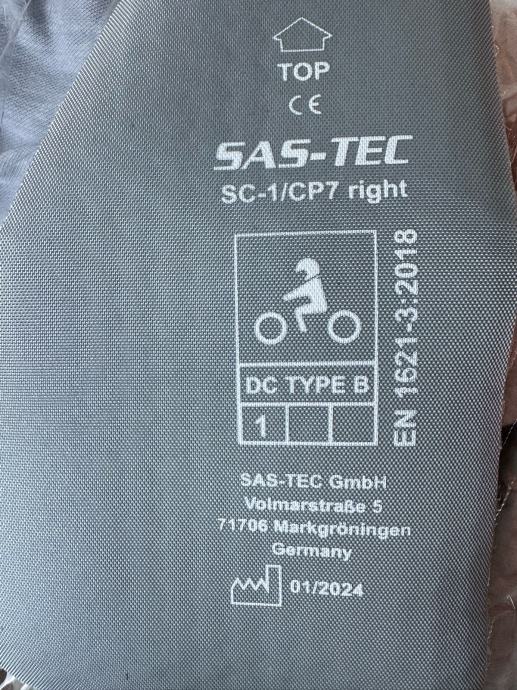 TOP
CE
SAS-TEC
SC-1/CP7 right
EN 1621-3:2018
DC TYPE B
1
SAS-TEC GmbH
Volmarstraße 5
71706 Markgröningen
Germany
01/2024